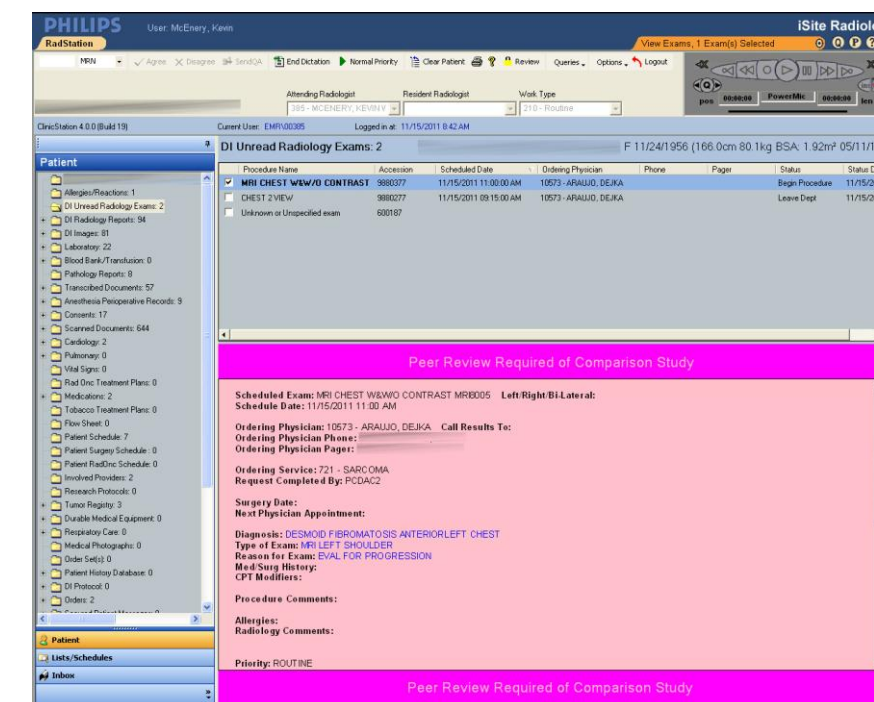 PHILIPS User: McEnery, Kevin iSite Radiolo
RadStation View Exams, 1 Exam(s) Selected
MRN Agree Disagree SendQA End Dictation Normal Priority Clear Patient Review Queries Options Logout
Attending Radiologist Resident Radiologist Work Type
385 - MCENERY, KEVIN V 210 - Routine
pos 00:00:00 PowerMic 00:00:00 len
ClinicStation 4.0.0 (Build 19) Current User: EMR\00385 Logged in at: 11/15/2011 8:42 AM
DI Unread Radiology Exams: 2 F 11/24/1956 (166.0cm 80.1kg BSA: 1.92m² 05/11/1
Patient
Allergies/Reactions: 1
DI Unread Radiology Exams: 2
DI Radiology Reports: 94
DI Images: 81
Laboratory: 22
Blood Bank/Transfusion: 0
Pathology Reports: 8
Transcribed Documents: 57
Anesthesia Perioperative Records: 9
Consents: 17
Scanned Documents: 644
Cardiology: 2
Pulmonary: 0
Vital Signs: 0
Rad Onc Treatment Plans: 0
Medications: 2
Tobacco Treatment Plans: 0
Flow Sheet: 0
Patient Schedule: 7
Patient Surgery Schedule : 0
Patient RadOnc Schedule: 0
Involved Providers: 2
Research Protocols: 0
Tumor Registry: 3
Durable Medical Equipment: 0
Respiratory Care: 0
Medical Photographs: 0
Order Set(s): 0
Patient History Database: 0
DI Protocol: 0
Orders: 2
Patient
Lists/Schedules
Inbox
Procedure Name Accession Scheduled Date Ordering Physician Phone Pager Status Status D
MRI CHEST W&W/O CONTRAST 9880377 11/15/2011 11:00:00 AM 10573 - ARAUJO, DEJKA Begin Procedure 11/15/2
CHEST 2 VIEW 9880277 11/15/2011 09:15:00 AM 10573 - ARAUJO, DEJKA Leave Dept 11/15/2
Unknown or Unspecified exam 600187
Peer Review Required of Comparison Study
Scheduled Exam: MRI CHEST W&W/O CONTRAST MRI8005 Left/Right/Bi-Lateral:
Schedule Date: 11/15/2011 11:00 AM
Ordering Physician: 10573 - ARAUJO, DEJKA Call Results To:
Ordering Physician Phone:
Ordering Physician Pager:
Ordering Service: 721 - SARCOMA
Request Completed By: PCDAC2
Surgery Date:
Next Physician Appointment:
Diagnosis: DESMOID FIBROMATOSIS ANTERIORLEFT CHEST
Type of Exam: MRI LEFT SHOULDER
Reason for Exam: EVAL FOR PROGRESSION
Med/Surg History:
CPT Modifiers:
Procedure Comments:
Allergies:
Radiology Comments:
Priority: ROUTINE
Peer Review Required of Comparison Study